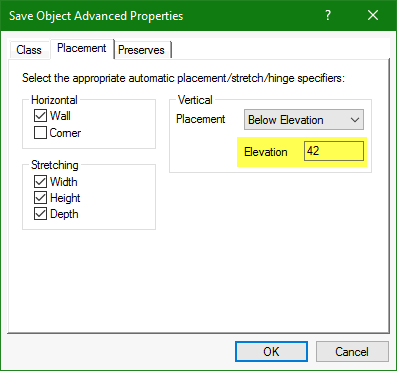 Save Object Advanced Properties
Class Placement Preserves
Select the appropriate automatic placement/stretch/hinge specifiers:
Horizontal
Wall
Corner
Stretching
Width
Height
Depth
Vertical
Placement Below Elevation
Elevation 42
OK Cancel